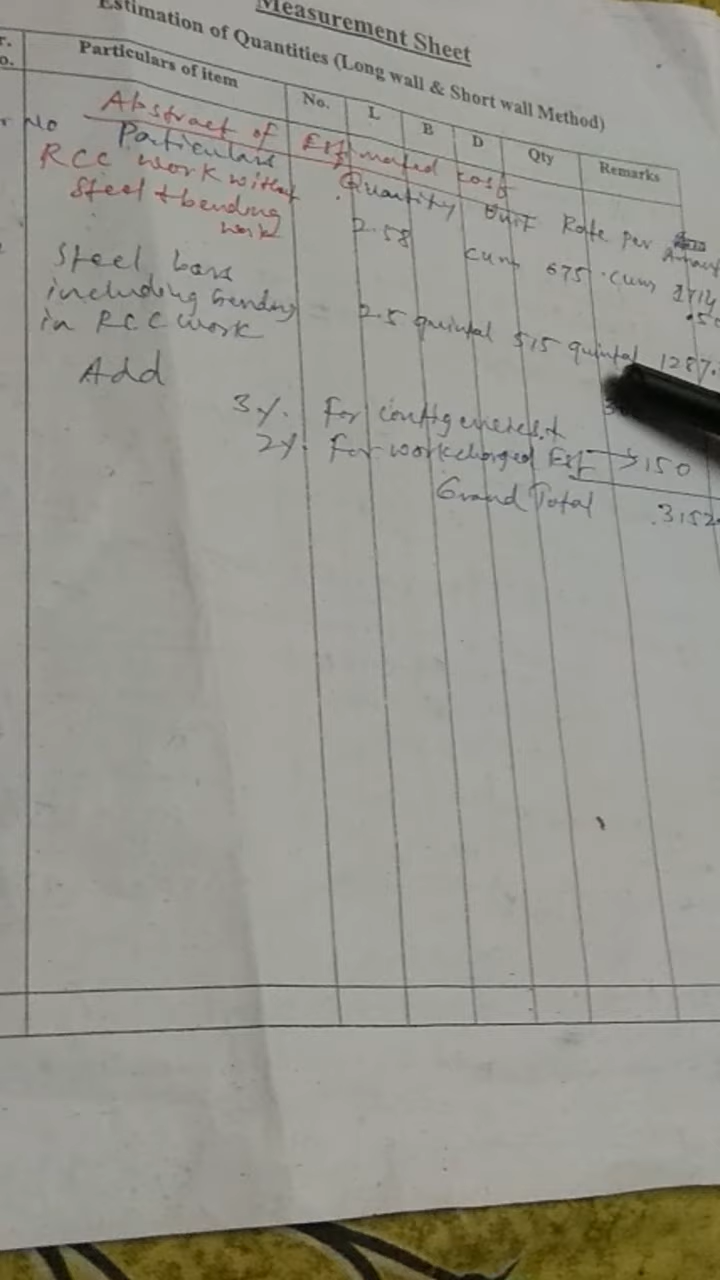 Measurement Sheet
Estimation of Quantities (Long wall & Short wall Method)
r.
o.
Particulars of item No. L B D Qty Remarks
Abstract of Estimated cost
No Particulars Quantity Unit Rate per
RCC work without 2.58 cum 675 cum
Steel + bending
work
Steel bars
including bending 2.5 quintal 515 quintal 1287.
in RCC work
Add
3%. For
2%. For workcharged Est 150
Grand Total 3152